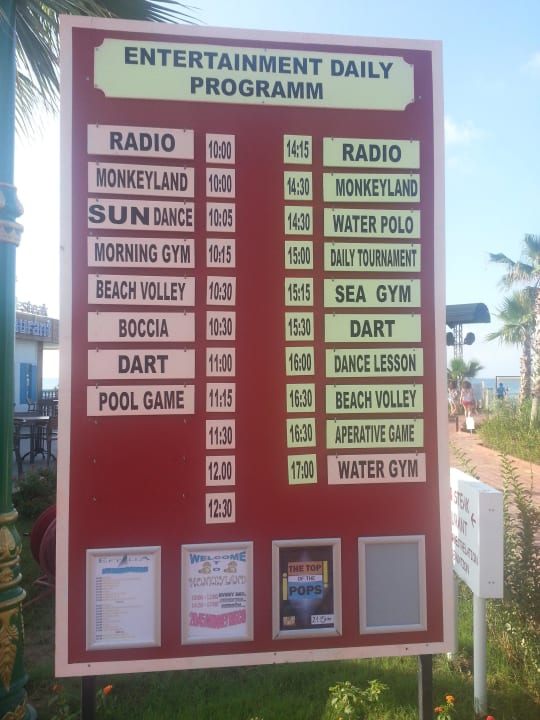 ENTERTAINMENT DAILY
PROGRAMM
RADIO 10:00
MONKEYLAND 10:00
SUN DANCE 10:05
MORNING GYM 10:15
BEACH VOLLEY 10:30
BOCCIA 10:30
DART 11:00
POOL GAME 11:15
11:30
12.00
12:30
14:15 RADIO
14:30 MONKEYLAND
14:30 WATER POLO
15:00 DAILY TOURNAMENT
15:15 SEA GYM
15:30 DART
16:00 DANCE LESSON
16:30 BEACH VOLLEY
16:30 APERATIVE GAME
17:00 WATER GYM
WELCOME
TO
MONKEYLAND
EVERY DAY
THE TOP
OF THE
POPS